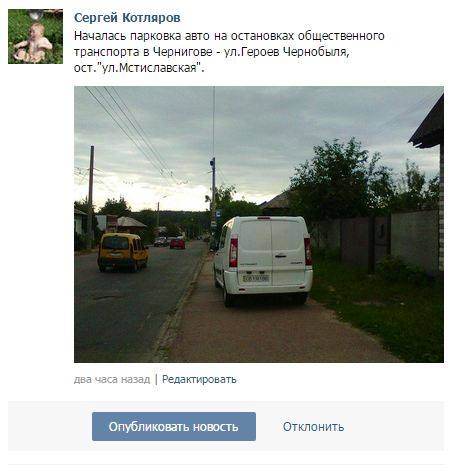 Сергей Котляров
Началась парковка авто на остановках общественного
транспорта в Чернигове - ул.Героев Чернобыля,
ост."ул.Мстиславская".
два часа назад | Редактировать
Опубликовать новость Отклонить